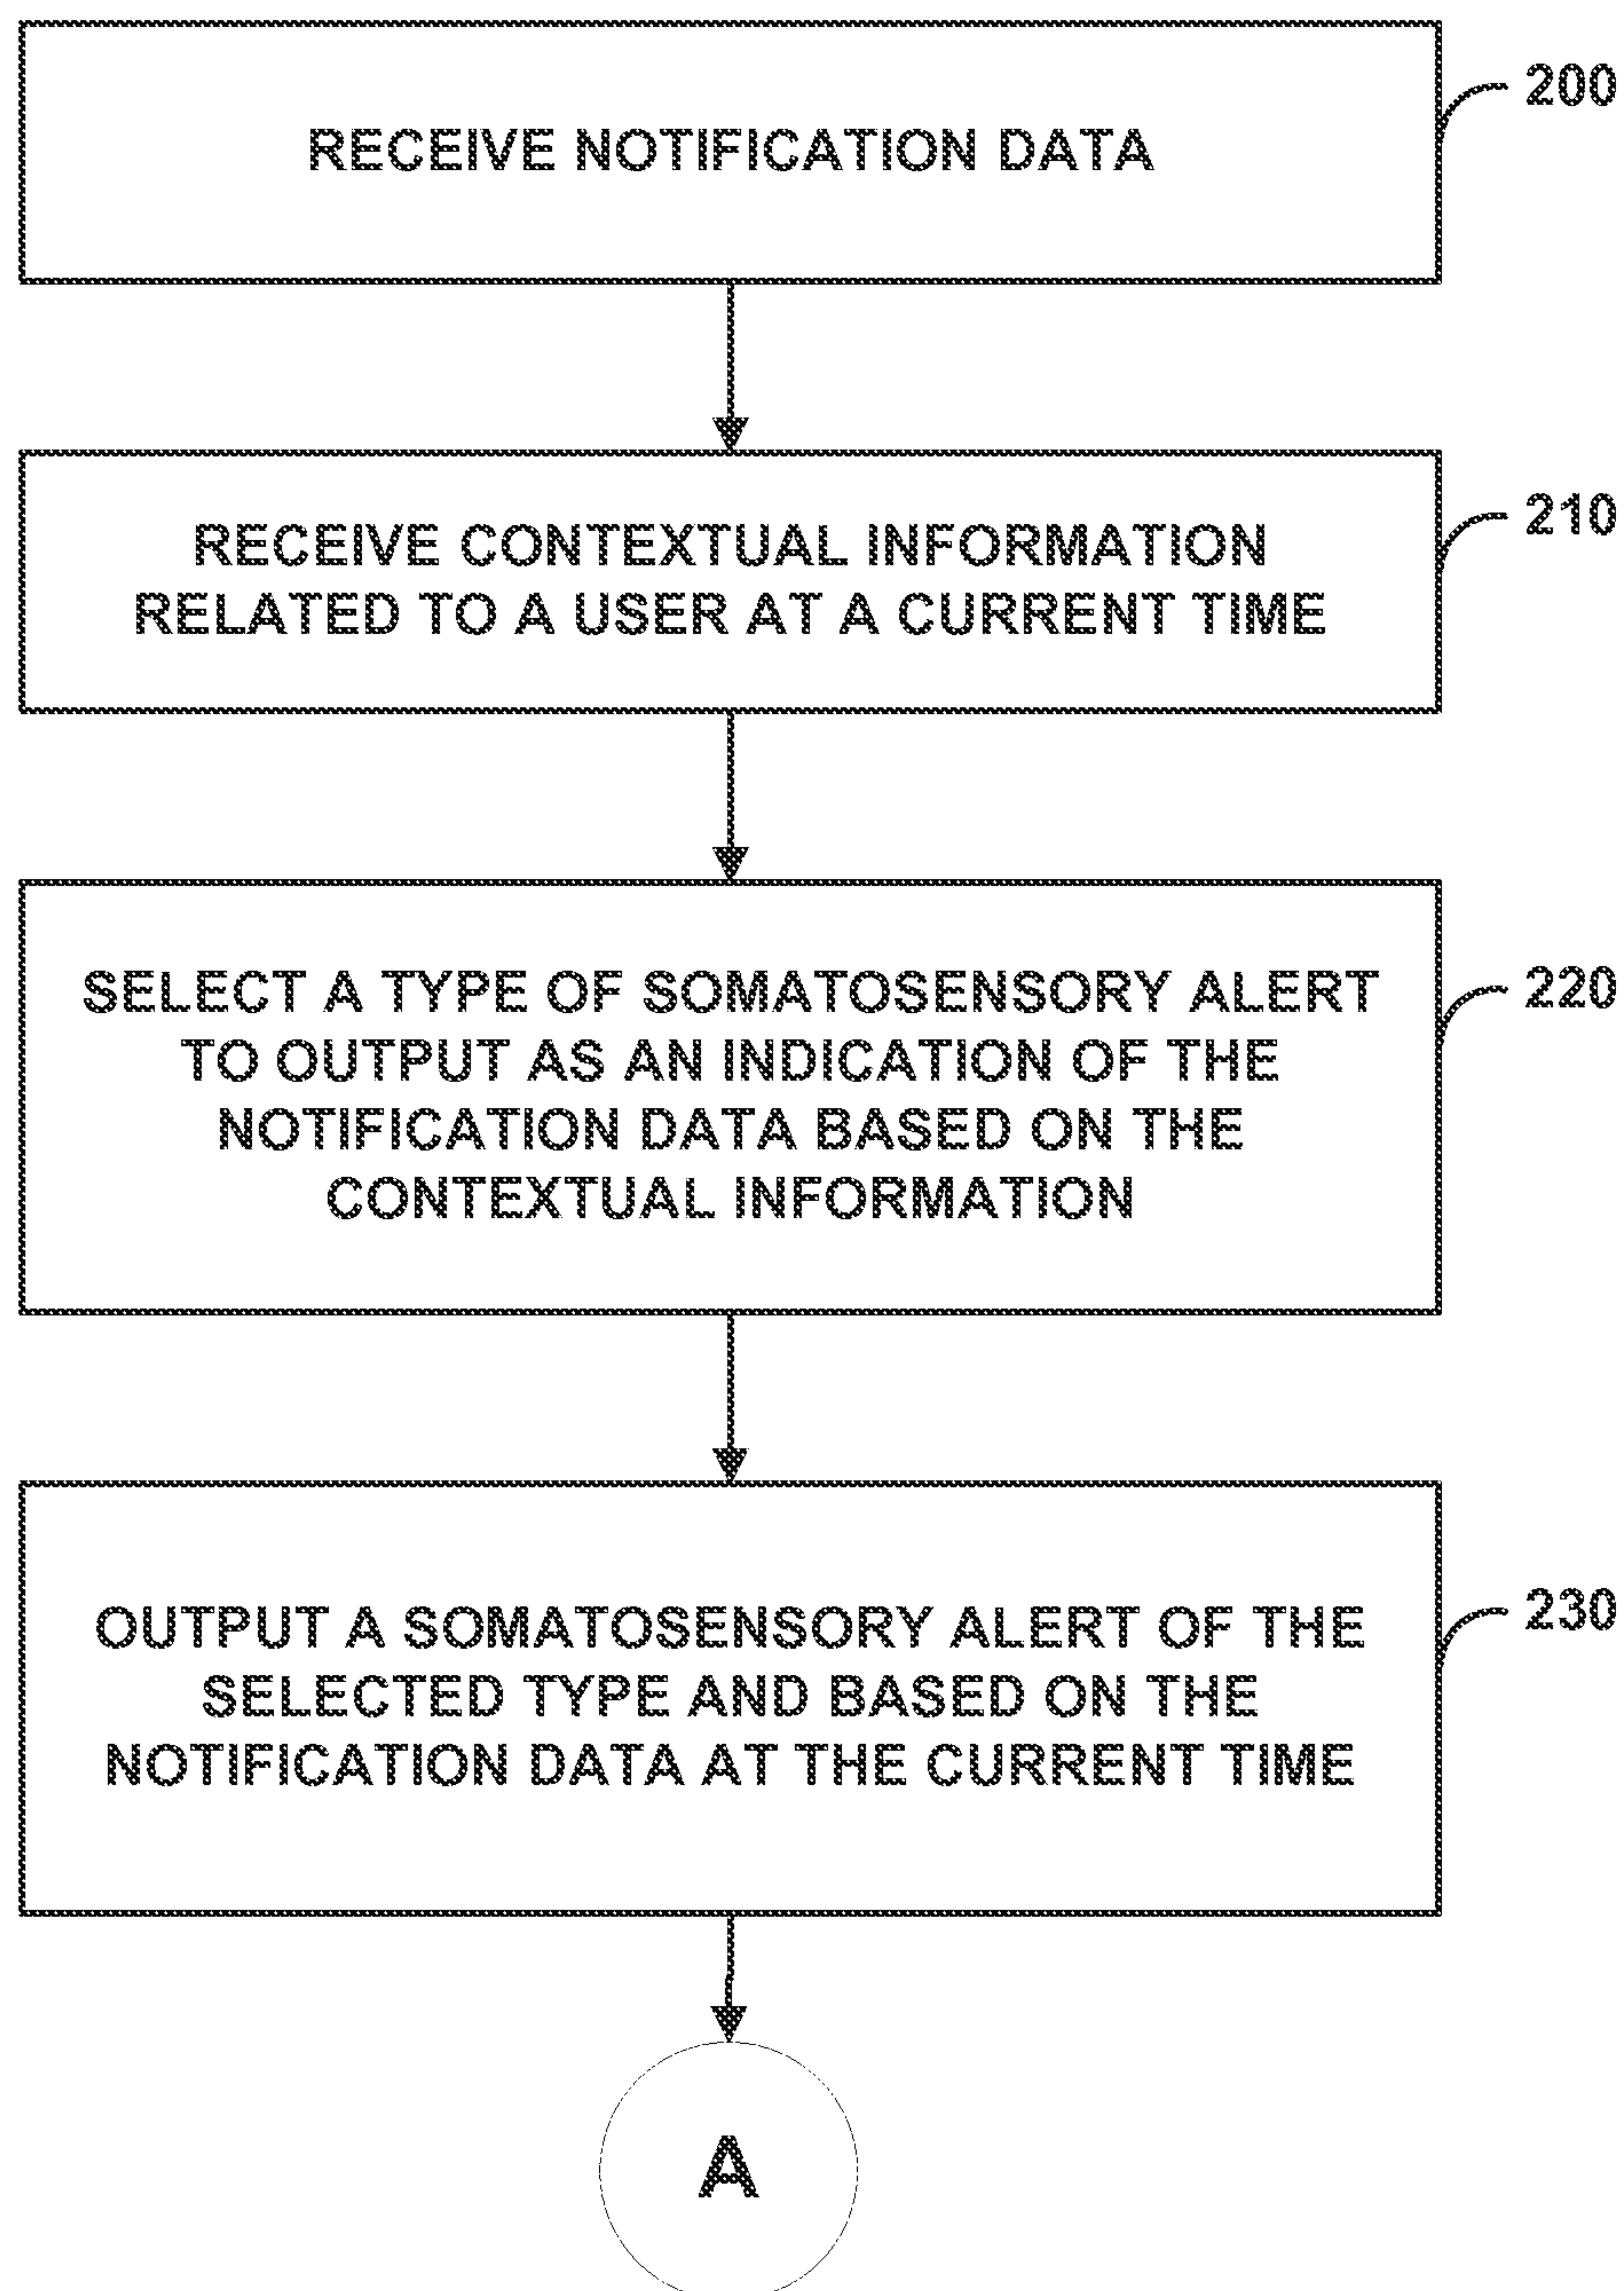 RECEIVE NOTIFICATION DATA
200
RECEIVE CONTEXTUAL INFORMATION
RELATED TO A USER AT A CURRENT TIME
210
SELECT A TYPE OF SOMATOSENSORY ALERT
TO OUTPUT AS AN INDICATION OF THE
NOTIFICATION DATA BASED ON THE
CONTEXTUAL INFORMATION
220
OUTPUT A SOMATOSENSORY ALERT OF THE
SELECTED TYPE AND BASED ON THE
NOTIFICATION DATA AT THE CURRENT TIME
230
A